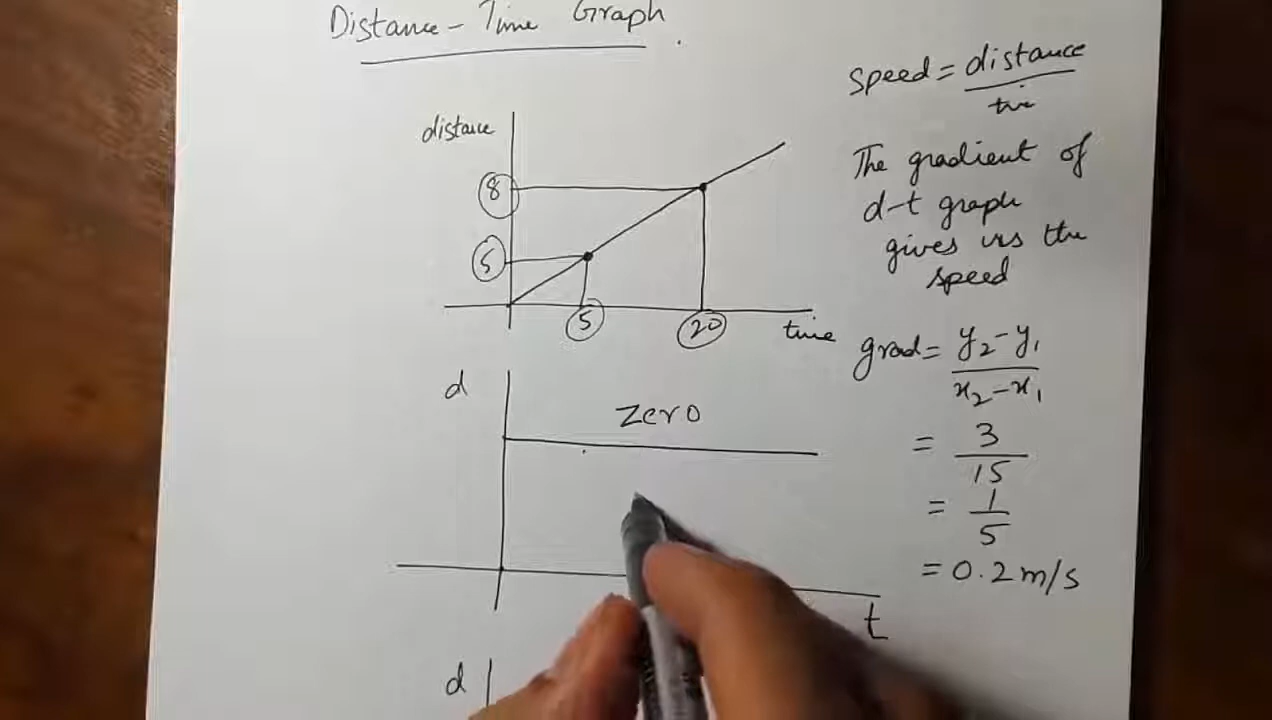 Distance - Time Graph
distance
8
5
5
20
time
d
zero
t
d
speed = distance
The gradient of
d-t graph
gives us the
speed
grad = y2 - y1
x2 - x1
= 3
15
= 1
5
= 0.2 m/s